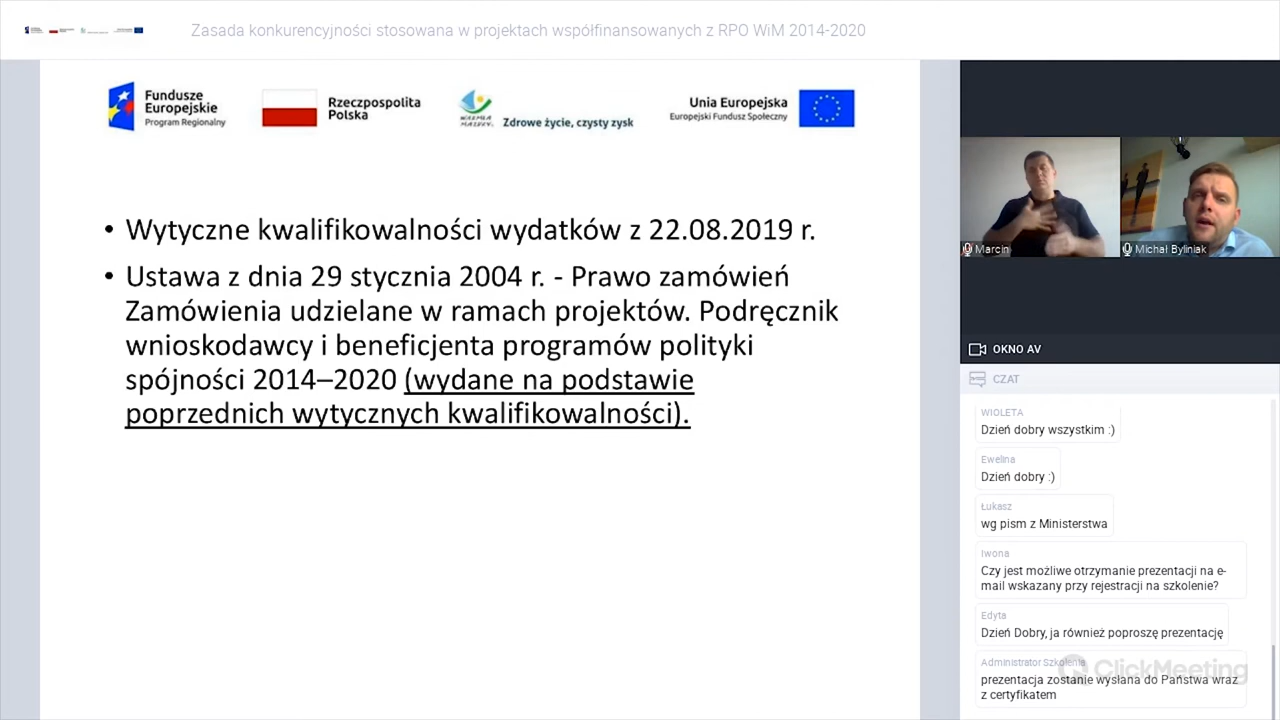 Zasada konkurencyjności stosowana w projektach współfinansowanych z RPO WiM 2014-2020
Fundusze
Europejskie
Program Regionalny
Rzeczpospolita
Polska
WARMIA
MAZURY
Zdrowe życie, czysty zysk
Unia Europejska
Europejski Fundusz Społeczny
• Wytyczne kwalifikowalności wydatków z 22.08.2019 r.
• Ustawa z dnia 29 stycznia 2004 r. - Prawo zamówień
Zamówienia udzielane w ramach projektów. Podręcznik
wnioskodawcy i beneficjenta programów polityki
spójności 2014–2020 (wydane na podstawie
poprzednich wytycznych kwalifikowalności).
Marcin
Michał Byliniak
OKNO AV
CZAT
WIOLETA
Dzień dobry wszystkim :)
Ewelina
Dzień dobry :)
Łukasz
wg pism z Ministerstwa
Iwona
Czy jest możliwe otrzymanie prezentacji na e-
mail wskazany przy rejestracji na szkolenie?
Edyta
Dzień Dobry, ja również poproszę prezentację
Administrator Szkolenia
prezentacja zostanie wysłana do Państwa wraz
z certyfikatem
ClickMeeting